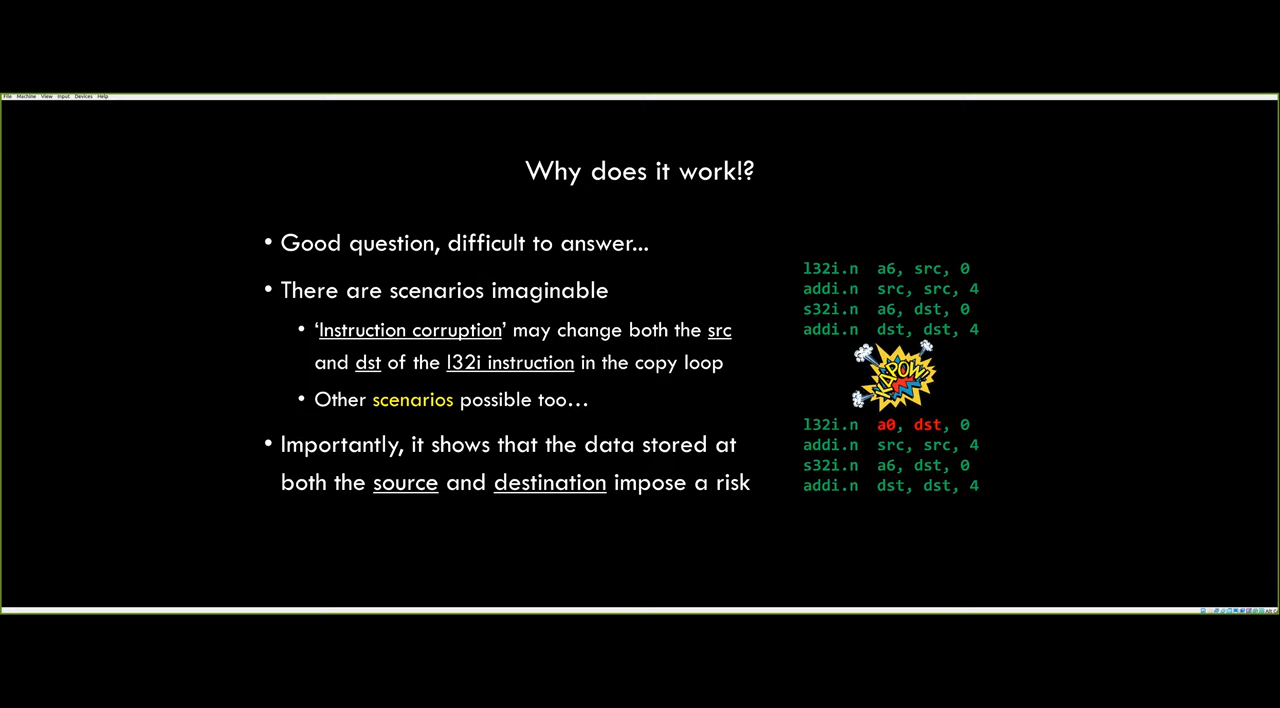 File Machine View Input Devices Help
Why does it work!?
• Good question, difficult to answer...
• There are scenarios imaginable
• ‘Instruction corruption’ may change both the src
and dst of the l32i instruction in the copy loop
• Other scenarios possible too…
• Importantly, it shows that the data stored at
both the source and destination impose a risk
l32i.n a6, src, 0
addi.n src, src, 4
s32i.n a6, dst, 0
addi.n dst, dst, 4
KAPOW!
l32i.n a0, dst, 0
addi.n src, src, 4
s32i.n a6, dst, 0
addi.n dst, dst, 4